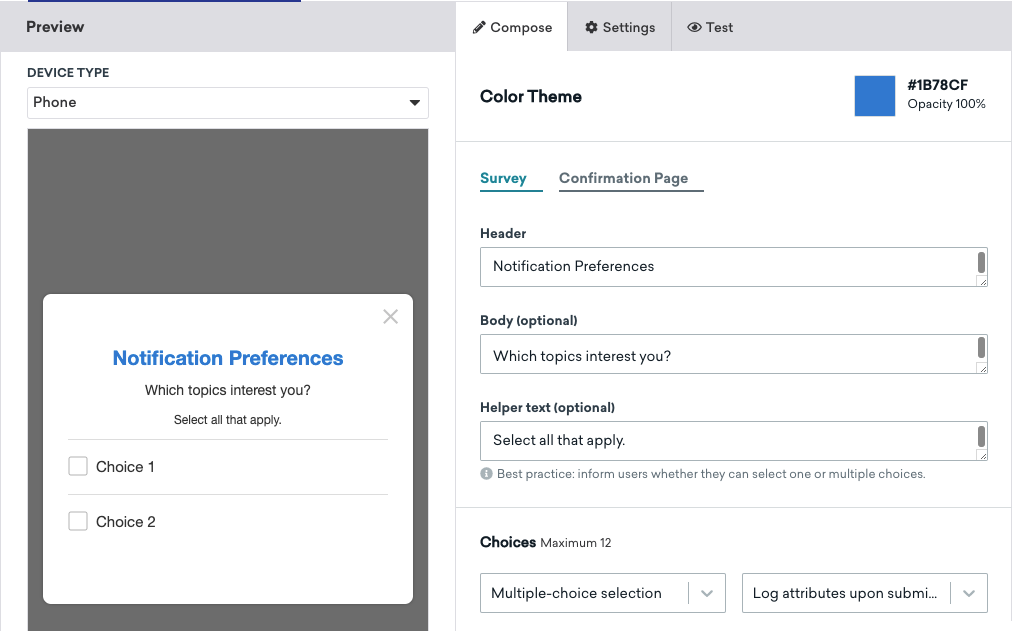 Preview
DEVICE TYPE
Phone
Notification Preferences
Which topics interest you?
Select all that apply.
Choice 1
Choice 2
Compose
Settings
Test
Color Theme
#1B78CF
Opacity 100%
Survey
Confirmation Page
Header
Notification Preferences
Body (optional)
Which topics interest you?
Helper text (optional)
Select all that apply.
Best practice: inform users whether they can select one or multiple choices.
Choices Maximum 12
Multiple-choice selection
Log attributes upon submi...